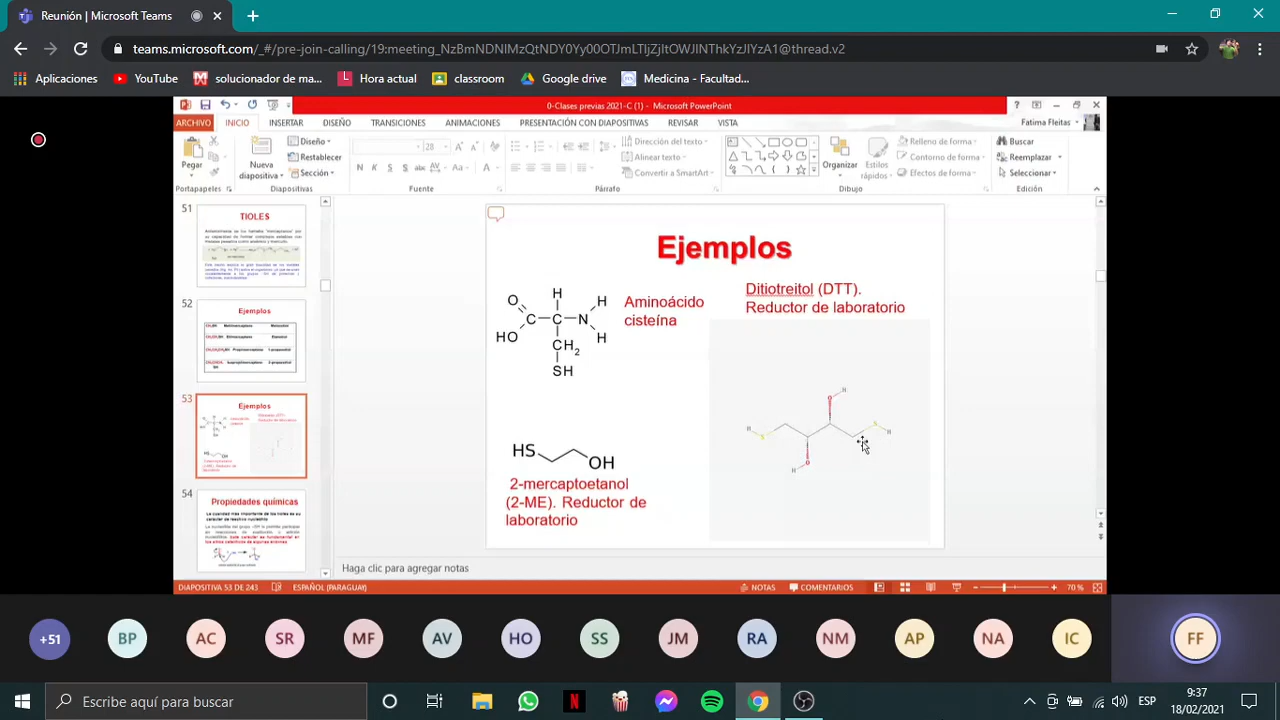 Reunión
teams.microsoft.com/_#/pre-join-calling/19:meeting_NzBmNDNlMzQtNDY0Yy00OTJmLTljZjItOWJlNThkYzJlYzA1@thread.v2
Aplicaciones YouTube solucionador de ma... Hora actual classroom Google drive Medicina - Facultad...
0-Clases previas 2021-C (1) - Microsoft PowerPoint
ARCHIVO INICIO INSERTAR DISEÑO TRANSICIONES ANIMACIONES PRESENTACIÓN CON DIAPOSITIVAS REVISAR VISTA Fatima Fleitas
Pegar
Nueva diapositiva
Diseño
Restablecer
Sección
28
N K S S abc AV Aa A
Dirección del texto
Alinear texto
Convertir a SmartArt
Organizar
Estilos rápidos
Relleno de forma
Contorno de forma
Efectos de forma
Buscar
Reemplazar
Seleccionar
Portapapeles Diapositivas Fuente Párrafo Dibujo Edición
51
TIOLES
52
Ejemplos
53
Ejemplos
54
Propiedades químicas
Ejemplos
O H H
C C N
HO CH2 H
SH
Aminoácido
cisteína
Ditiotreitol (DTT).
Reductor de laboratorio
H
H S S H
H
HS OH
2-mercaptoetanol
(2-ME). Reductor de
laboratorio
Haga clic para agregar notas
DIAPOSITIVA 53 DE 243 ESPAÑOL (PARAGUAY) NOTAS COMENTARIOS 70 %
+51 BP AC SR MF AV HO SS JM RA NM AP NA IC FF
Escribe aquí para buscar
ESP
9:37
18/02/2021